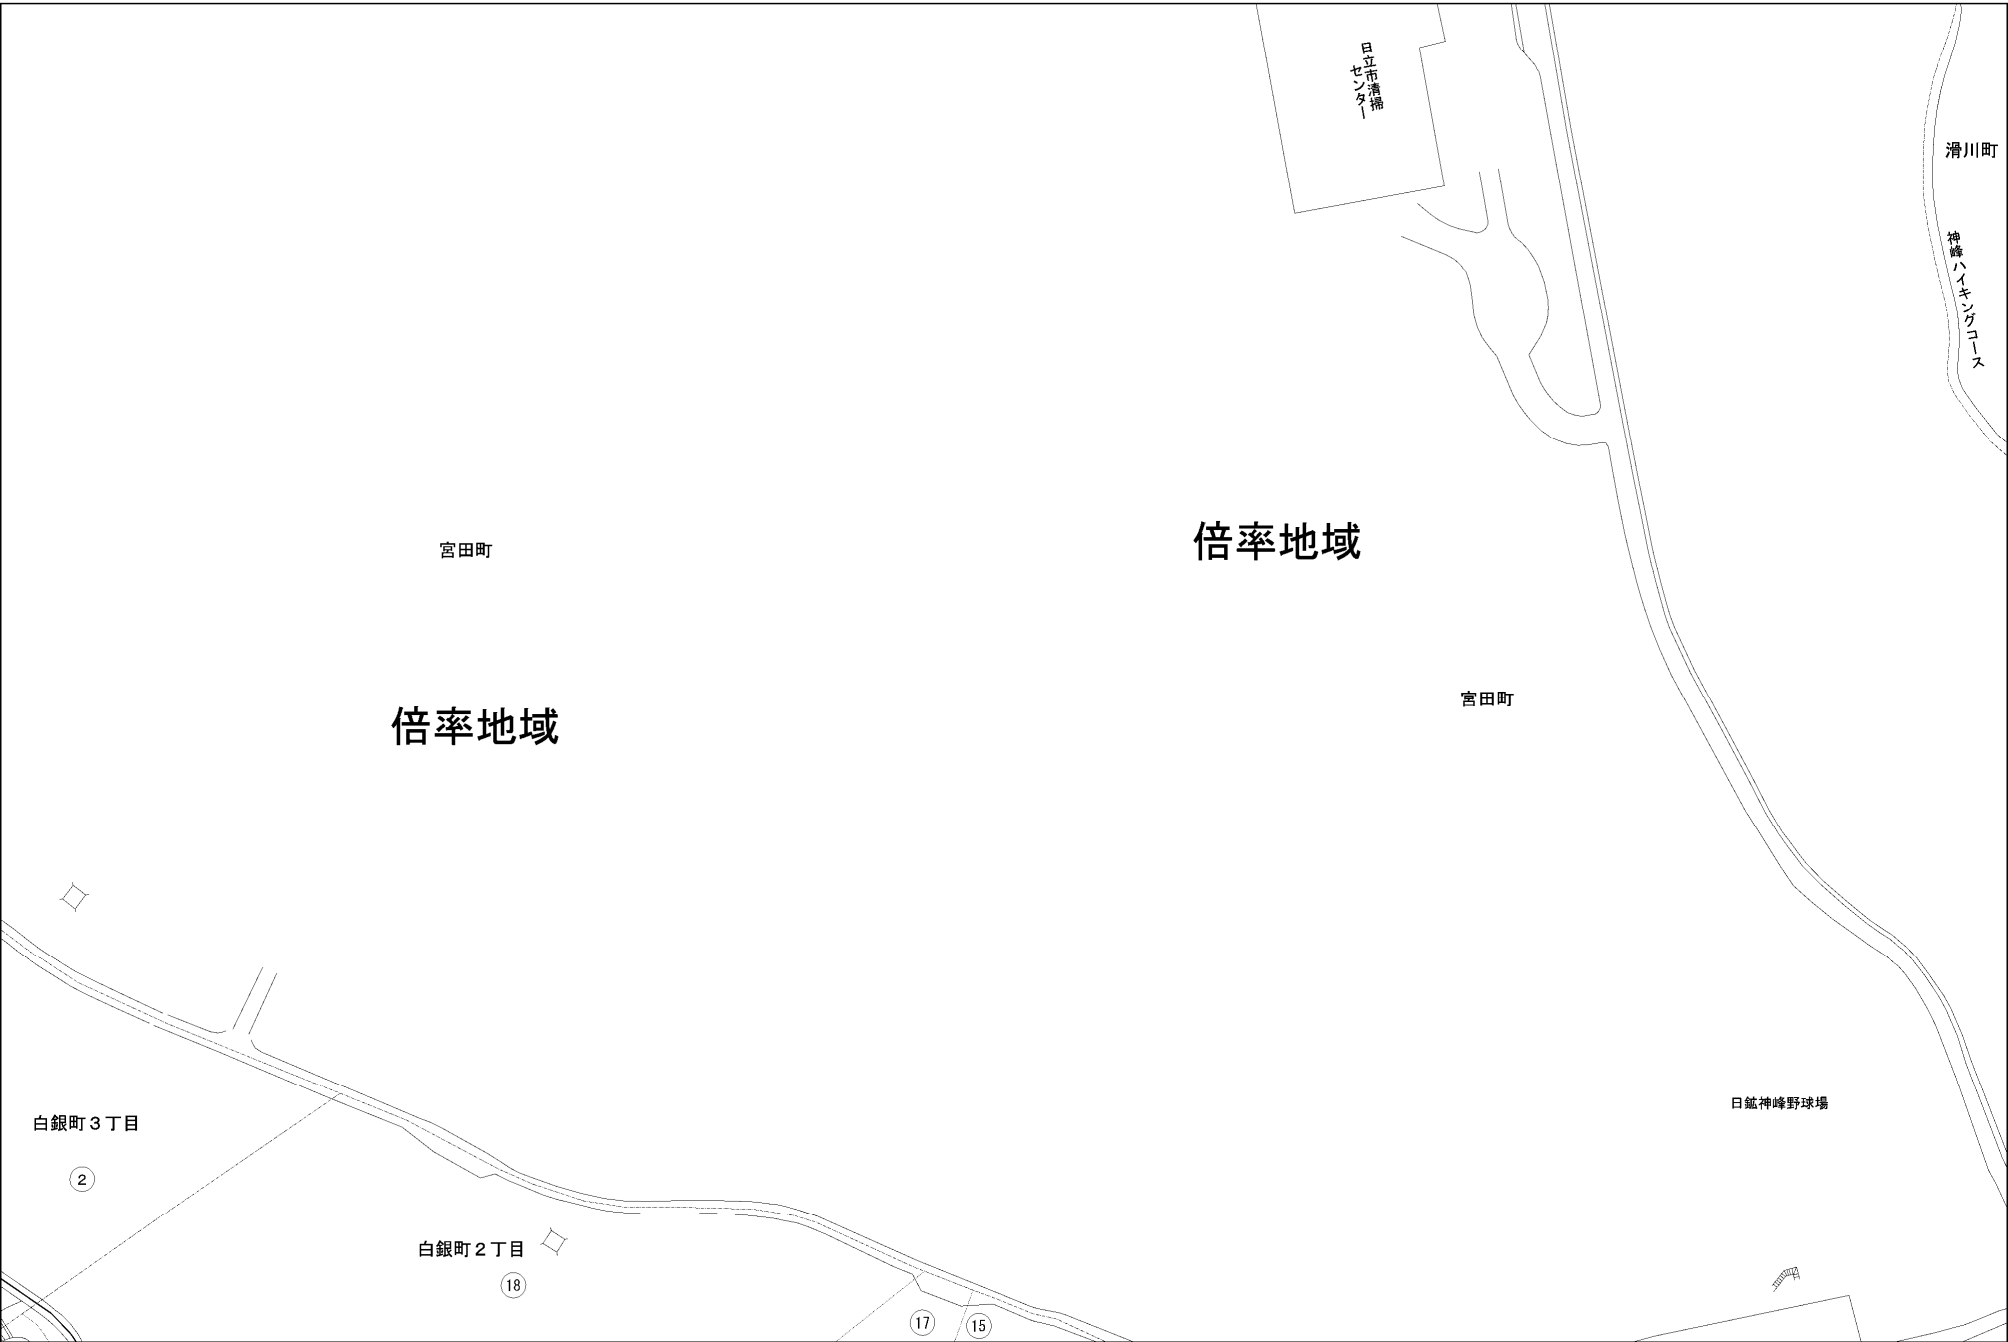 日立市清掃
センター
滑川町
神峰ハイキングコース
倍率地域
宮田町
宮田町
倍率地域
日鉱神峰野球場
白銀町3丁目
2
白銀町2丁目
18
17
15